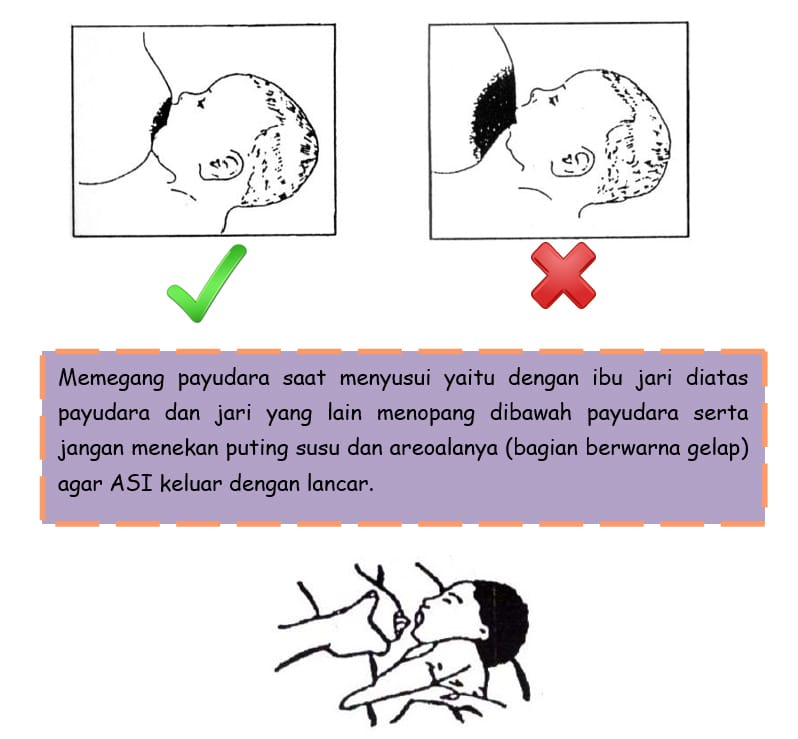 Memegang payudara saat menyusui yaitu dengan ibu jari diatas
payudara dan jari yang lain menopang dibawah payudara serta
jangan menekan puting susu dan areoalanya (bagian berwarna gelap)
agar ASI keluar dengan lancar.